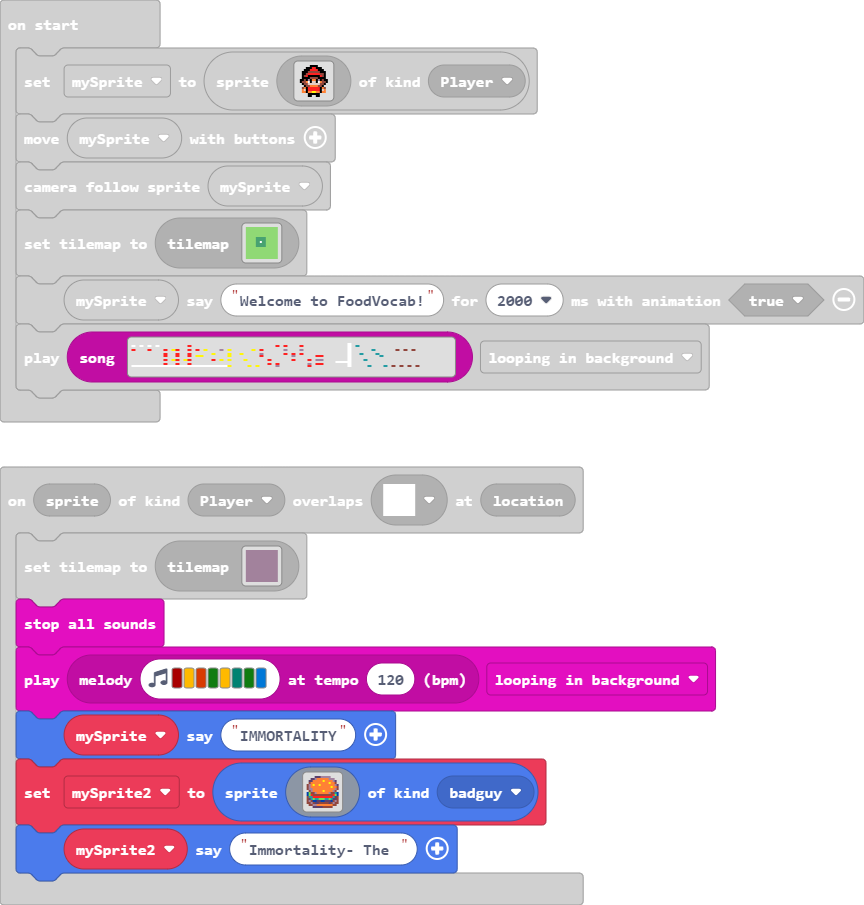 on start
set mySprite to sprite of kind Player
move mySprite with buttons
camera follow sprite mySprite
set tilemap to tilemap
mySprite say "Welcome to FoodVocab!" for 2000 ms with animation true
play song looping in background
on sprite of kind Player overlaps at location
set tilemap to tilemap
stop all sounds
play melody at tempo 120 (bpm) looping in background
mySprite say "IMMORTALITY"
set mySprite2 to sprite of kind badguy
mySprite2 say "Immortality- The "